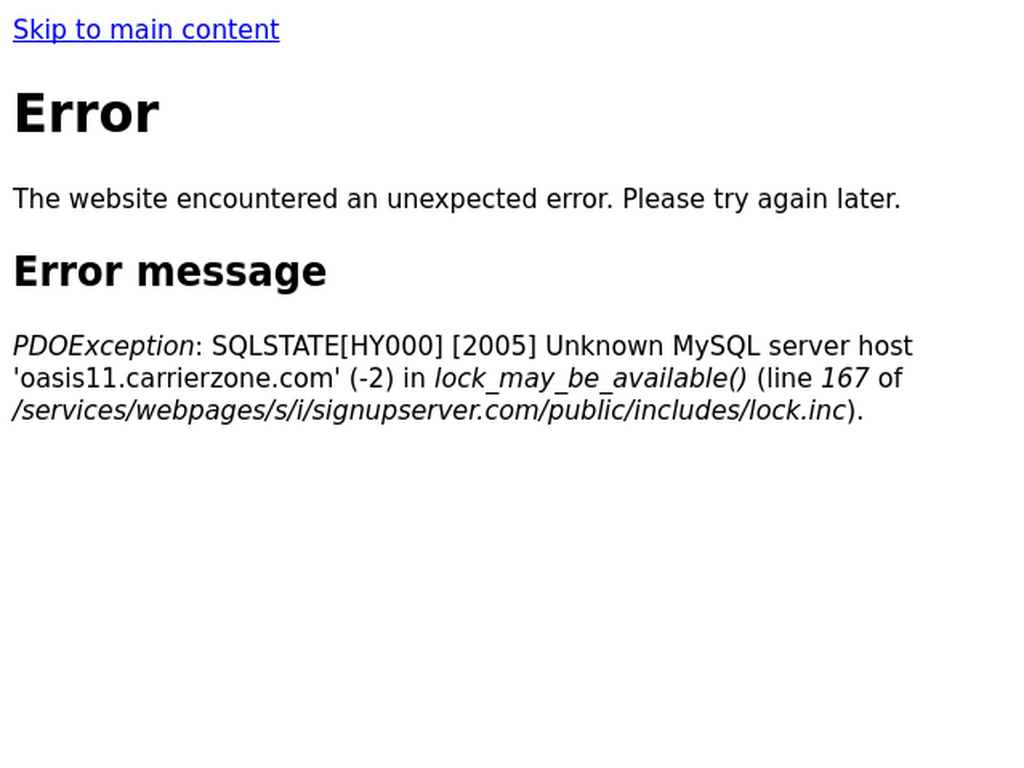 Skip to main content
Error
The website encountered an unexpected error. Please try again later.
Error message
PDOException: SQLSTATE[HY000] [2005] Unknown MySQL server host
'oasis11.carrierzone.com' (-2) in lock_may_be_available() (line 167 of
/services/webpages/s/i/signupserver.com/public/includes/lock.inc).